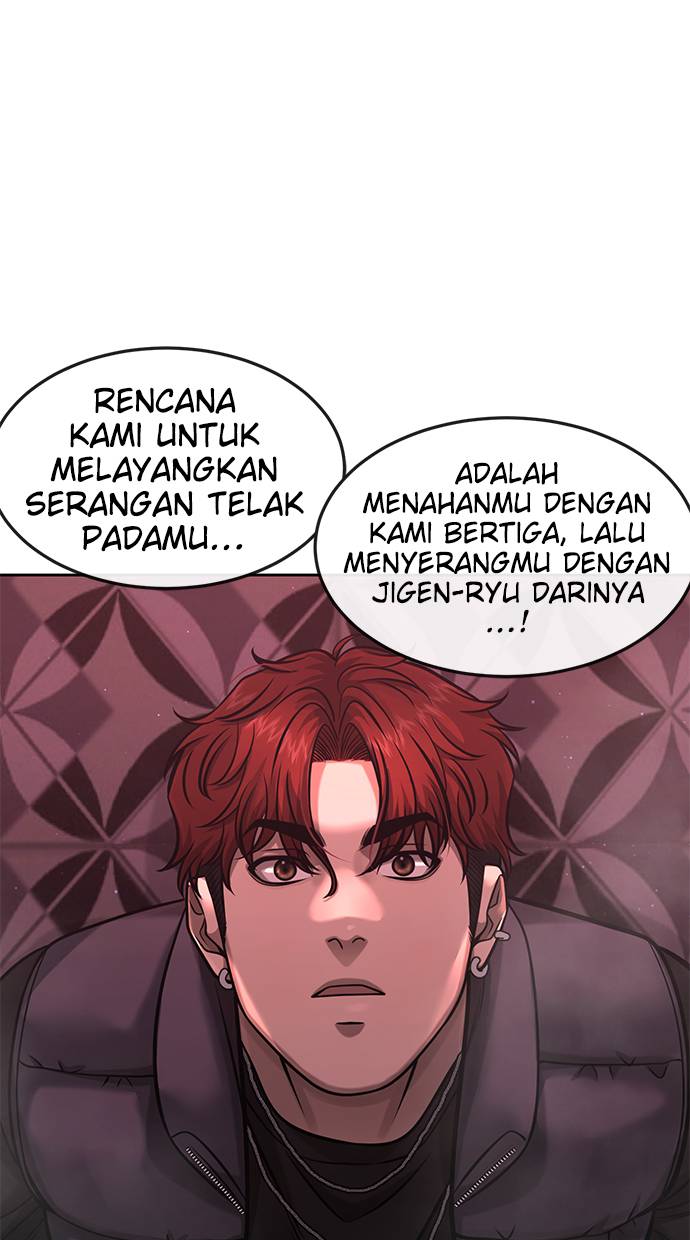 RENCANA
KAMI UNTUK
MELAYANGKAN
SERANGAN TELAK
PADAMU...
ADALAH
MENAHANMU DENGAN
KAMI BERTIGA, LALU
MENYERANGMU DENGAN
JIGEN-RYU DARINYA
...!